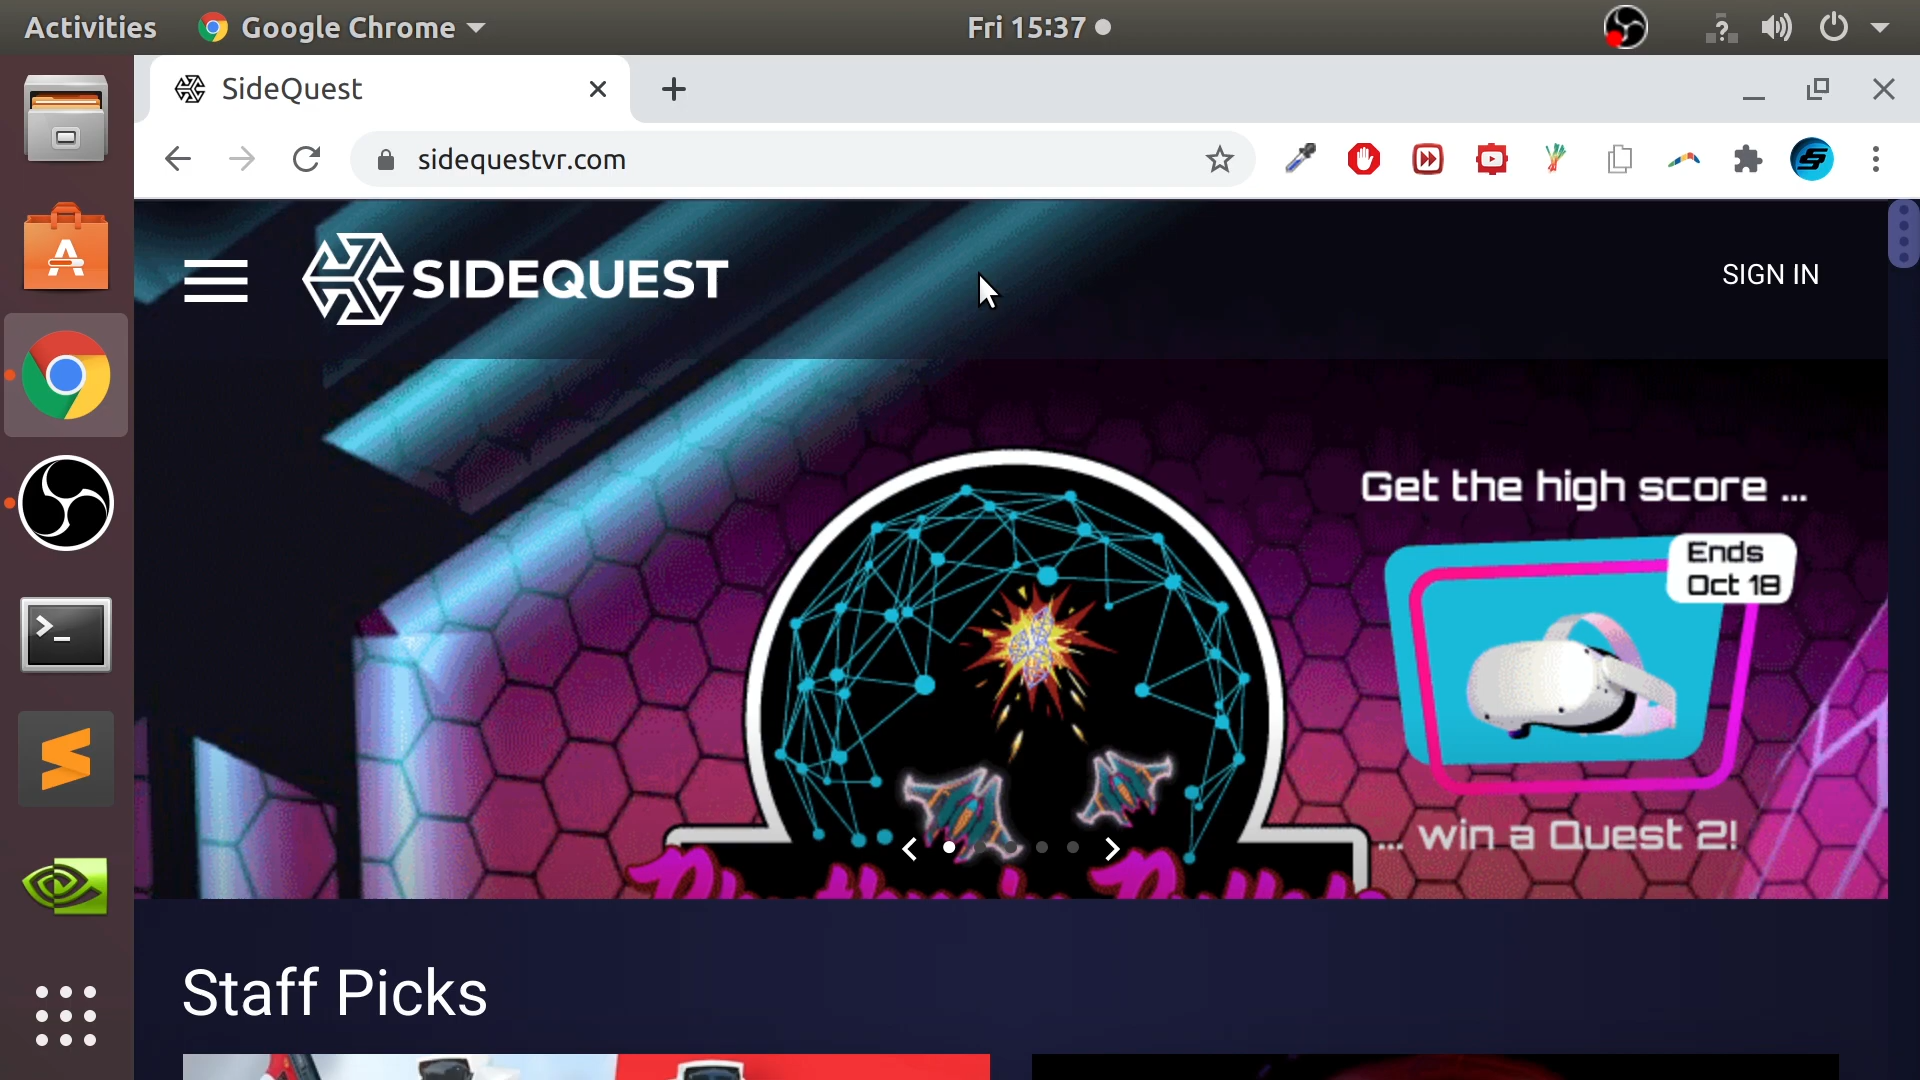 Activities Google Chrome Fri 15:37
SideQuest
sidequestvr.com
SIDEQUEST
SIGN IN
Get the high score ...
Ends
Oct 18
... win a Quest 2!
Staff Picks